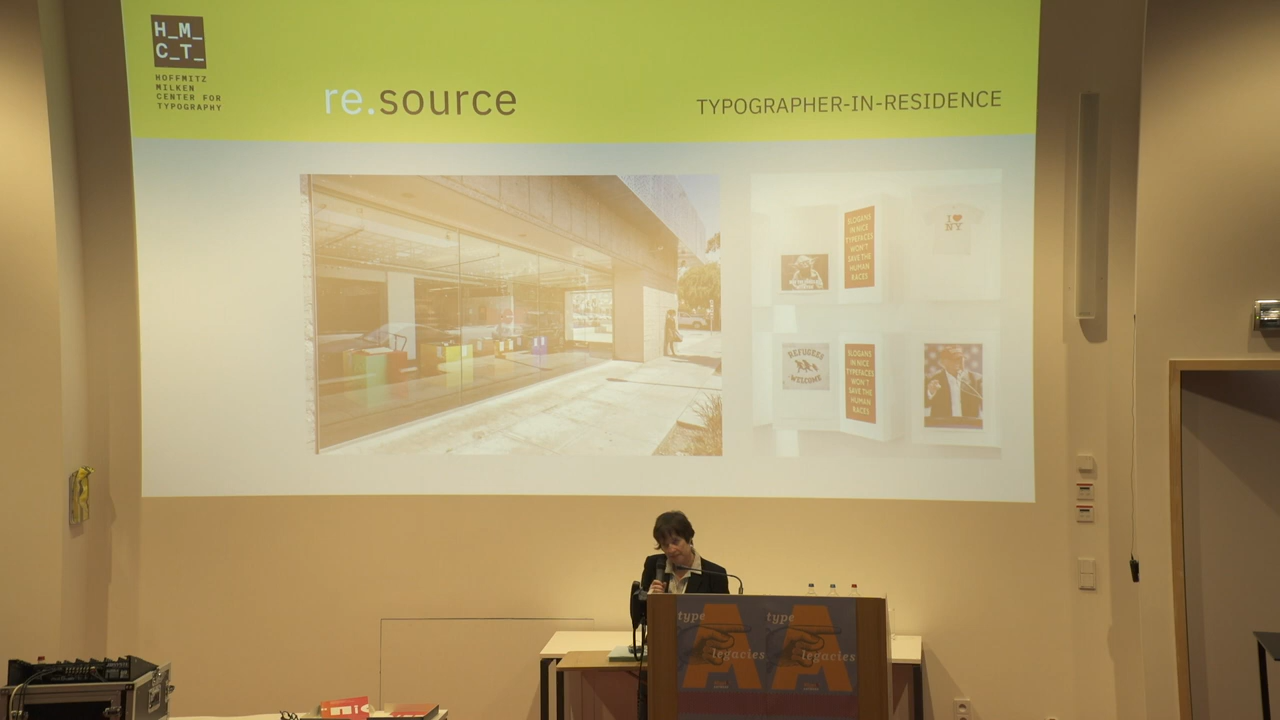 H_M_
C_T_
HOFFMITZ
MILKEN
CENTER FOR
TYPOGRAPHY
re.source
TYPOGRAPHER-IN-RESIDENCE
SLOGANS
IN NICE
TYPEFACES
WON'T
SAVE THE
HUMAN
RACES
I ♥
NY
REFUGEES
WELCOME
SLOGANS
IN NICE
TYPEFACES
WON'T
SAVE THE
HUMAN
RACES
type
legacies
type
legacies